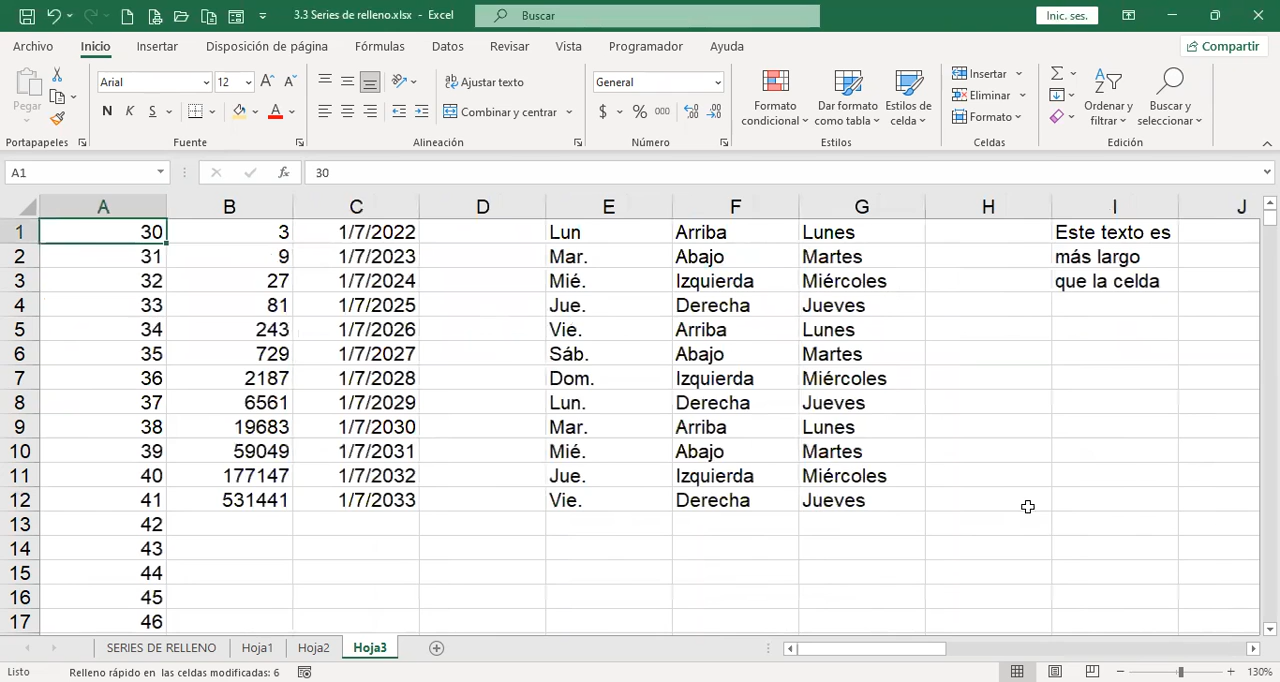 3.3 Series de relleno.xlsx - Excel
Buscar
Inic. ses.
Archivo Inicio Insertar Disposición de página Fórmulas Datos Revisar Vista Programador Ayuda Compartir
Pegar
Portapapeles
Arial 12
N K S
Fuente
Ajustar texto
Combinar y centrar
Alineación
General
$ % 000
Número
Formato condicional
Dar formato como tabla
Estilos de celda
Estilos
Insertar
Eliminar
Formato
Celdas
Ordenar y filtrar
Buscar y seleccionar
Edición
A1 fx 30
A B C D E F G H I J
1 30 3 1/7/2022 Lun Arriba Lunes Este texto es
2 31 9 1/7/2023 Mar. Abajo Martes más largo
3 32 27 1/7/2024 Mié. Izquierda Miércoles que la celda
4 33 81 1/7/2025 Jue. Derecha Jueves
5 34 243 1/7/2026 Vie. Arriba Lunes
6 35 729 1/7/2027 Sáb. Abajo Martes
7 36 2187 1/7/2028 Dom. Izquierda Miércoles
8 37 6561 1/7/2029 Lun. Derecha Jueves
9 38 19683 1/7/2030 Mar. Arriba Lunes
10 39 59049 1/7/2031 Mié. Abajo Martes
11 40 177147 1/7/2032 Jue. Izquierda Miércoles
12 41 531441 1/7/2033 Vie. Derecha Jueves
13 42
14 43
15 44
16 45
17 46
SERIES DE RELLENO Hoja1 Hoja2 Hoja3
Listo Relleno rápido en las celdas modificadas: 6 130%